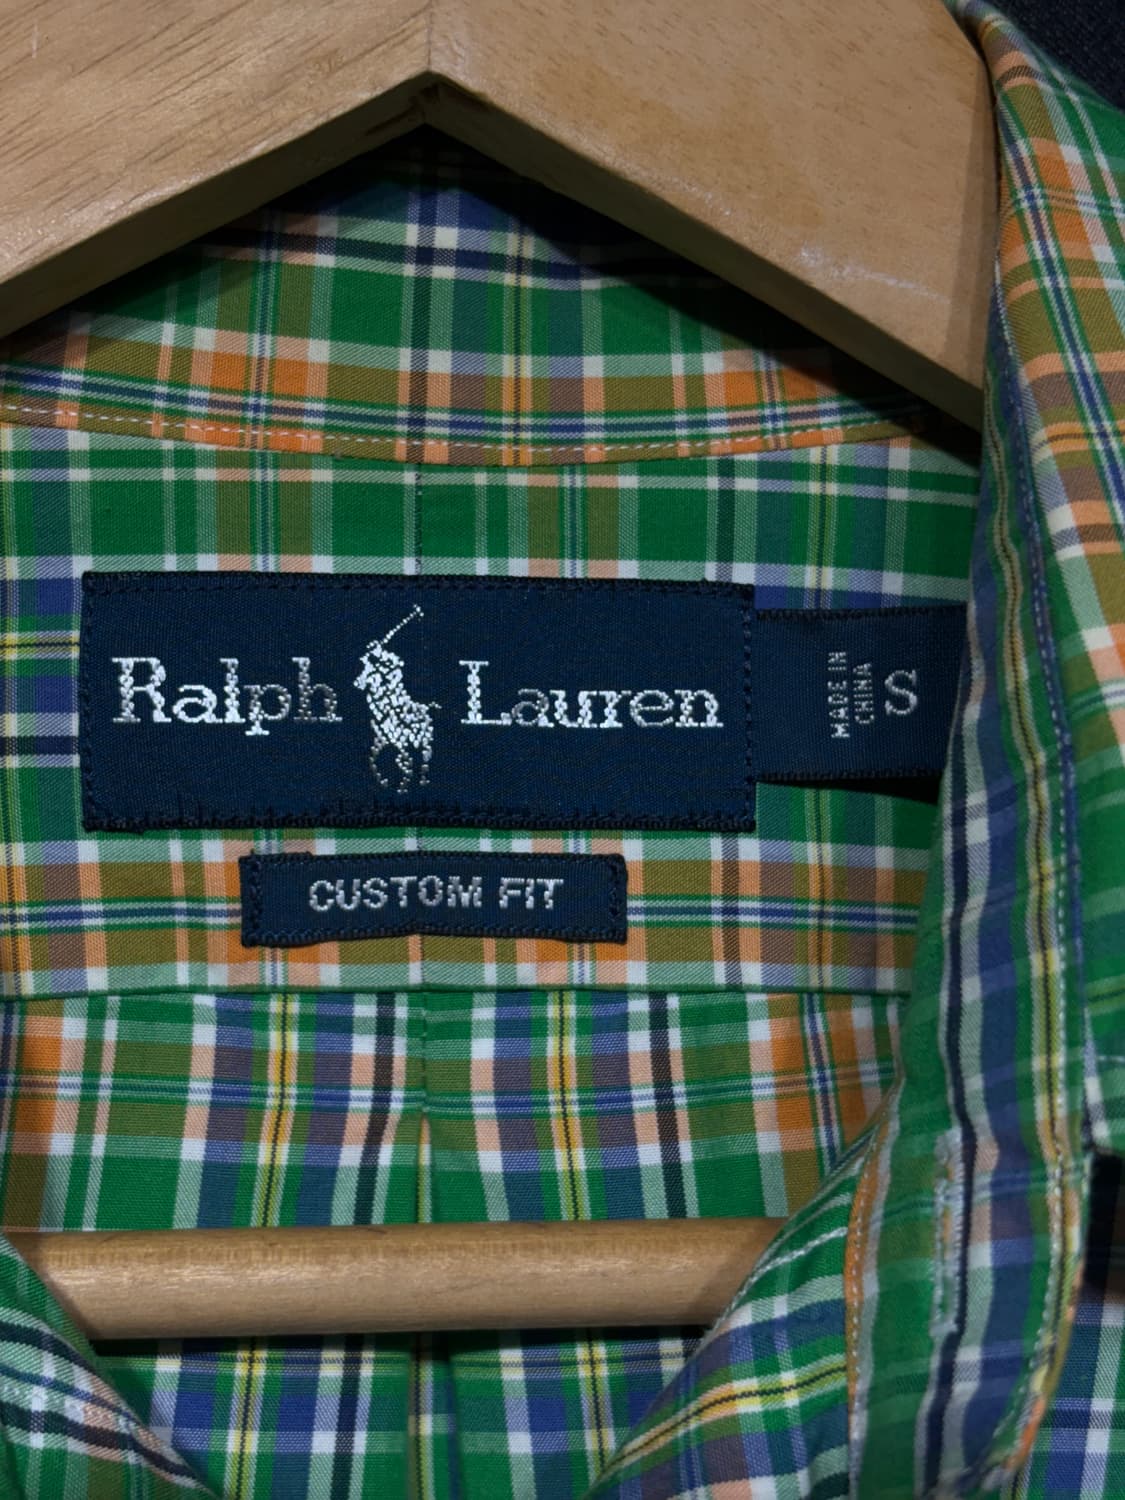 Ralph Lauren
MADE IN
CHINA
S
CUSTOM FIT